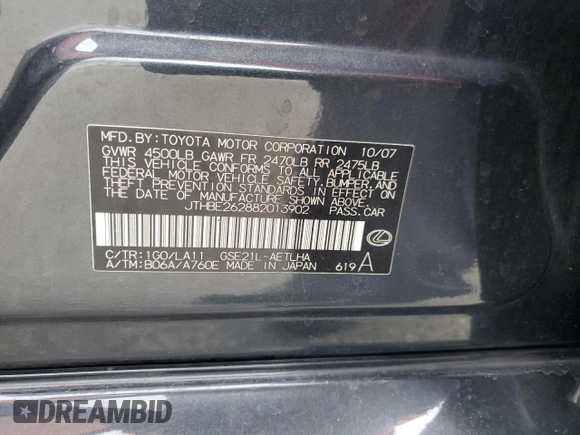 MFD. BY: TOYOTA MOTOR CORPORATION 10/07
GVWR 4500LB GAWR FR 2470LB RR 2475LB
THIS VEHICLE CONFORMS TO ALL APPLICABLE
FEDERAL MOTOR VEHICLE SAFETY, BUMPER, AND
THEFT PREVENTION STANDARDS IN EFFECT ON
THE DATE OF MANUFACTURE SHOWN ABOVE.
JTHBE262882013902 PASS. CAR
C/TR: 1G0/LA11 GSE21L-AETLHA
A/TM: B06A/A760E MADE IN JAPAN 619 A
DREAMBID